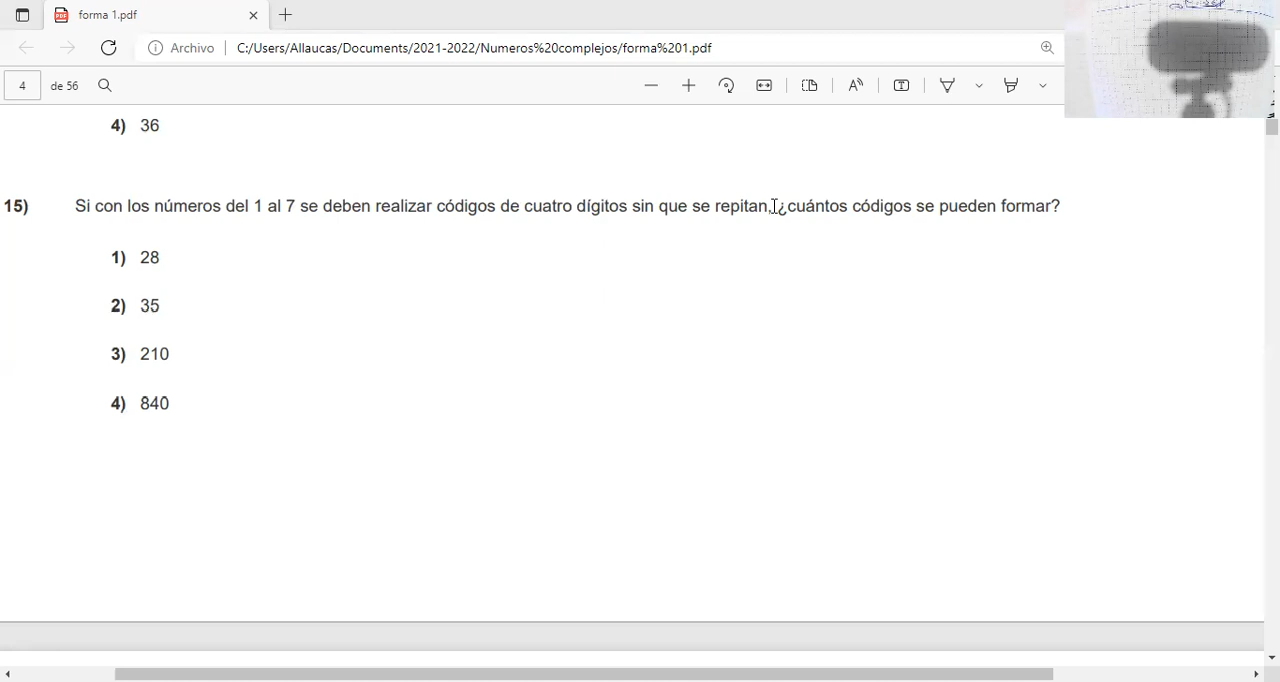 forma 1.pdf
Archivo
C:/Users/Allaucas/Documents/2021-2022/Numeros%20complejos/forma%201.pdf
4 de 56
4) 36
15) Si con los números del 1 al 7 se deben realizar códigos de cuatro dígitos sin que se repitan, ¿cuántos códigos se pueden formar?
1) 28
2) 35
3) 210
4) 840